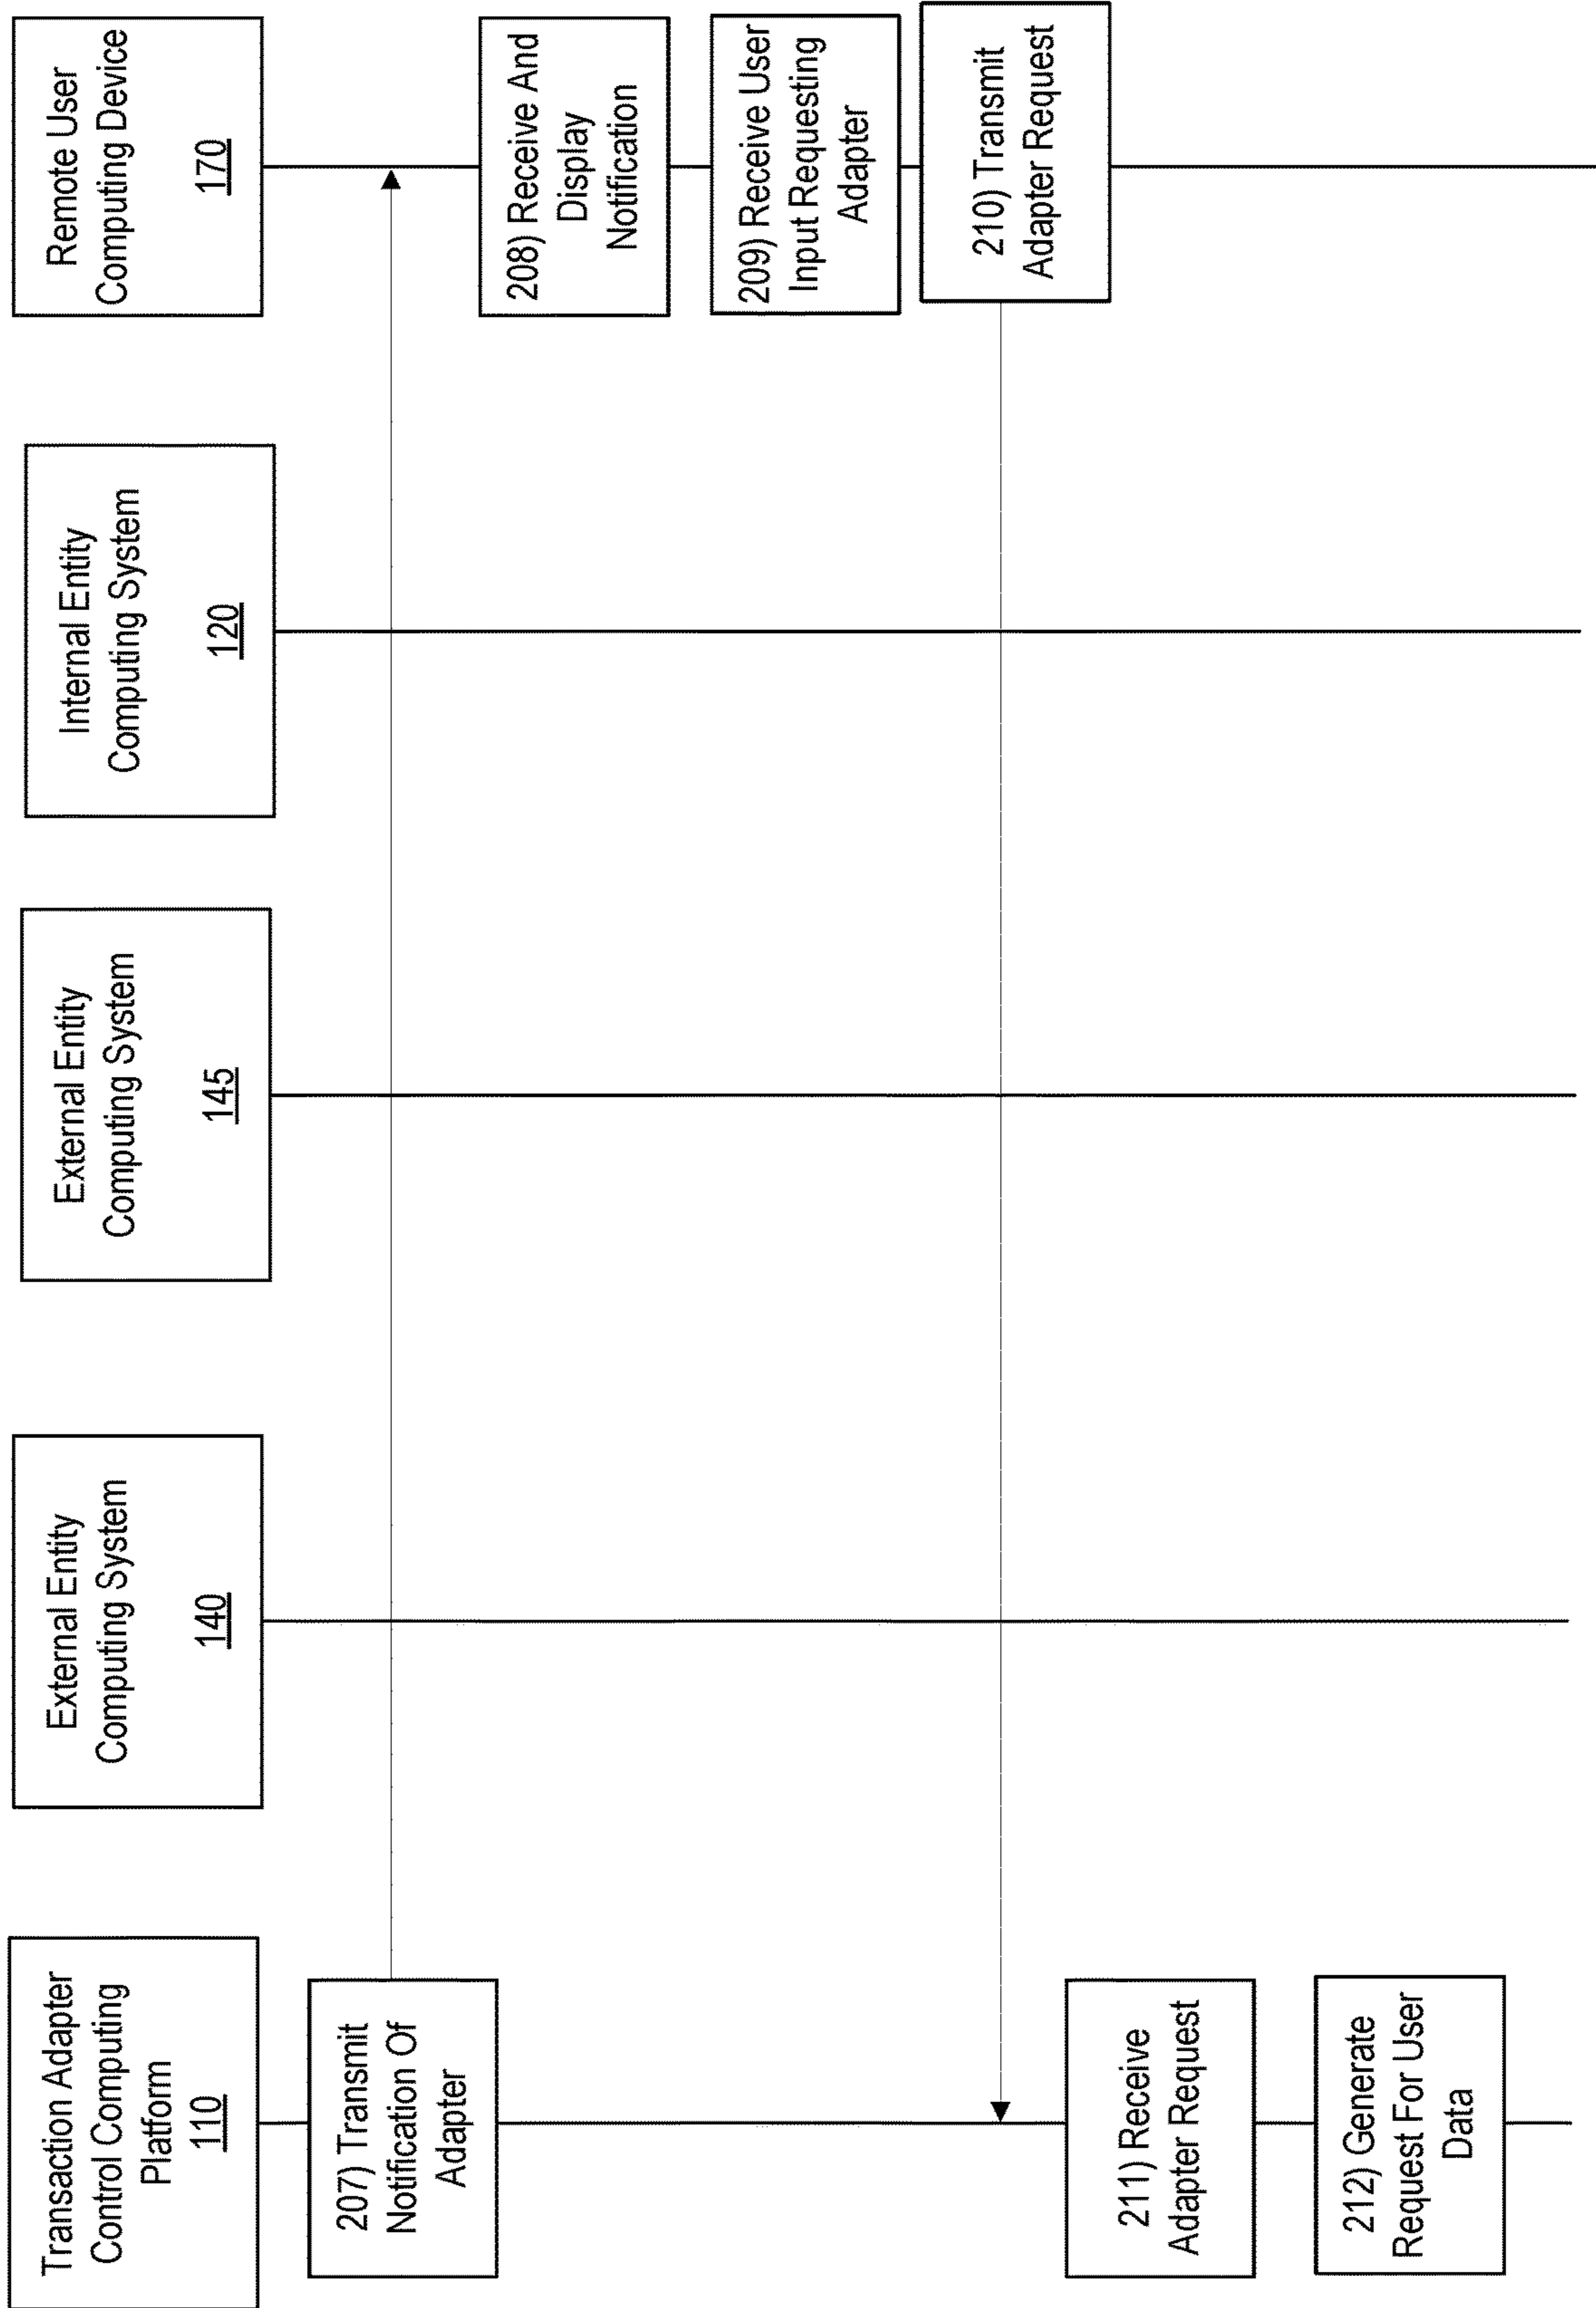 Transaction Adapter
Control Computing
Platform
110
External Entity
Computing System
140
External Entity
Computing System
145
Internal Entity
Computing System
120
Remote User
Computing Device
170
207) Transmit
Notification Of
Adapter
208) Receive And
Display
Notification
209) Receive User
Input Requesting
Adapter
210) Transmit
Adapter Request
211) Receive
Adapter Request
212) Generate
Request For User
Data